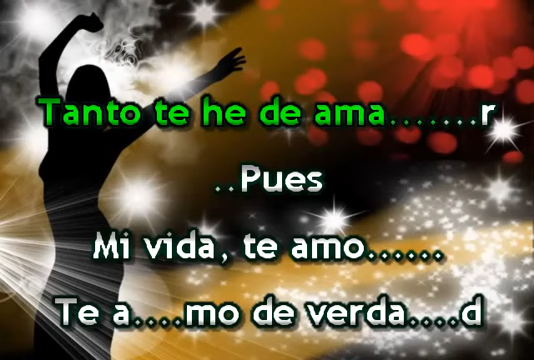 Tanto te he de ama.......r
..Pues
Mi vida, te amo......
Te a....mo de verda....d